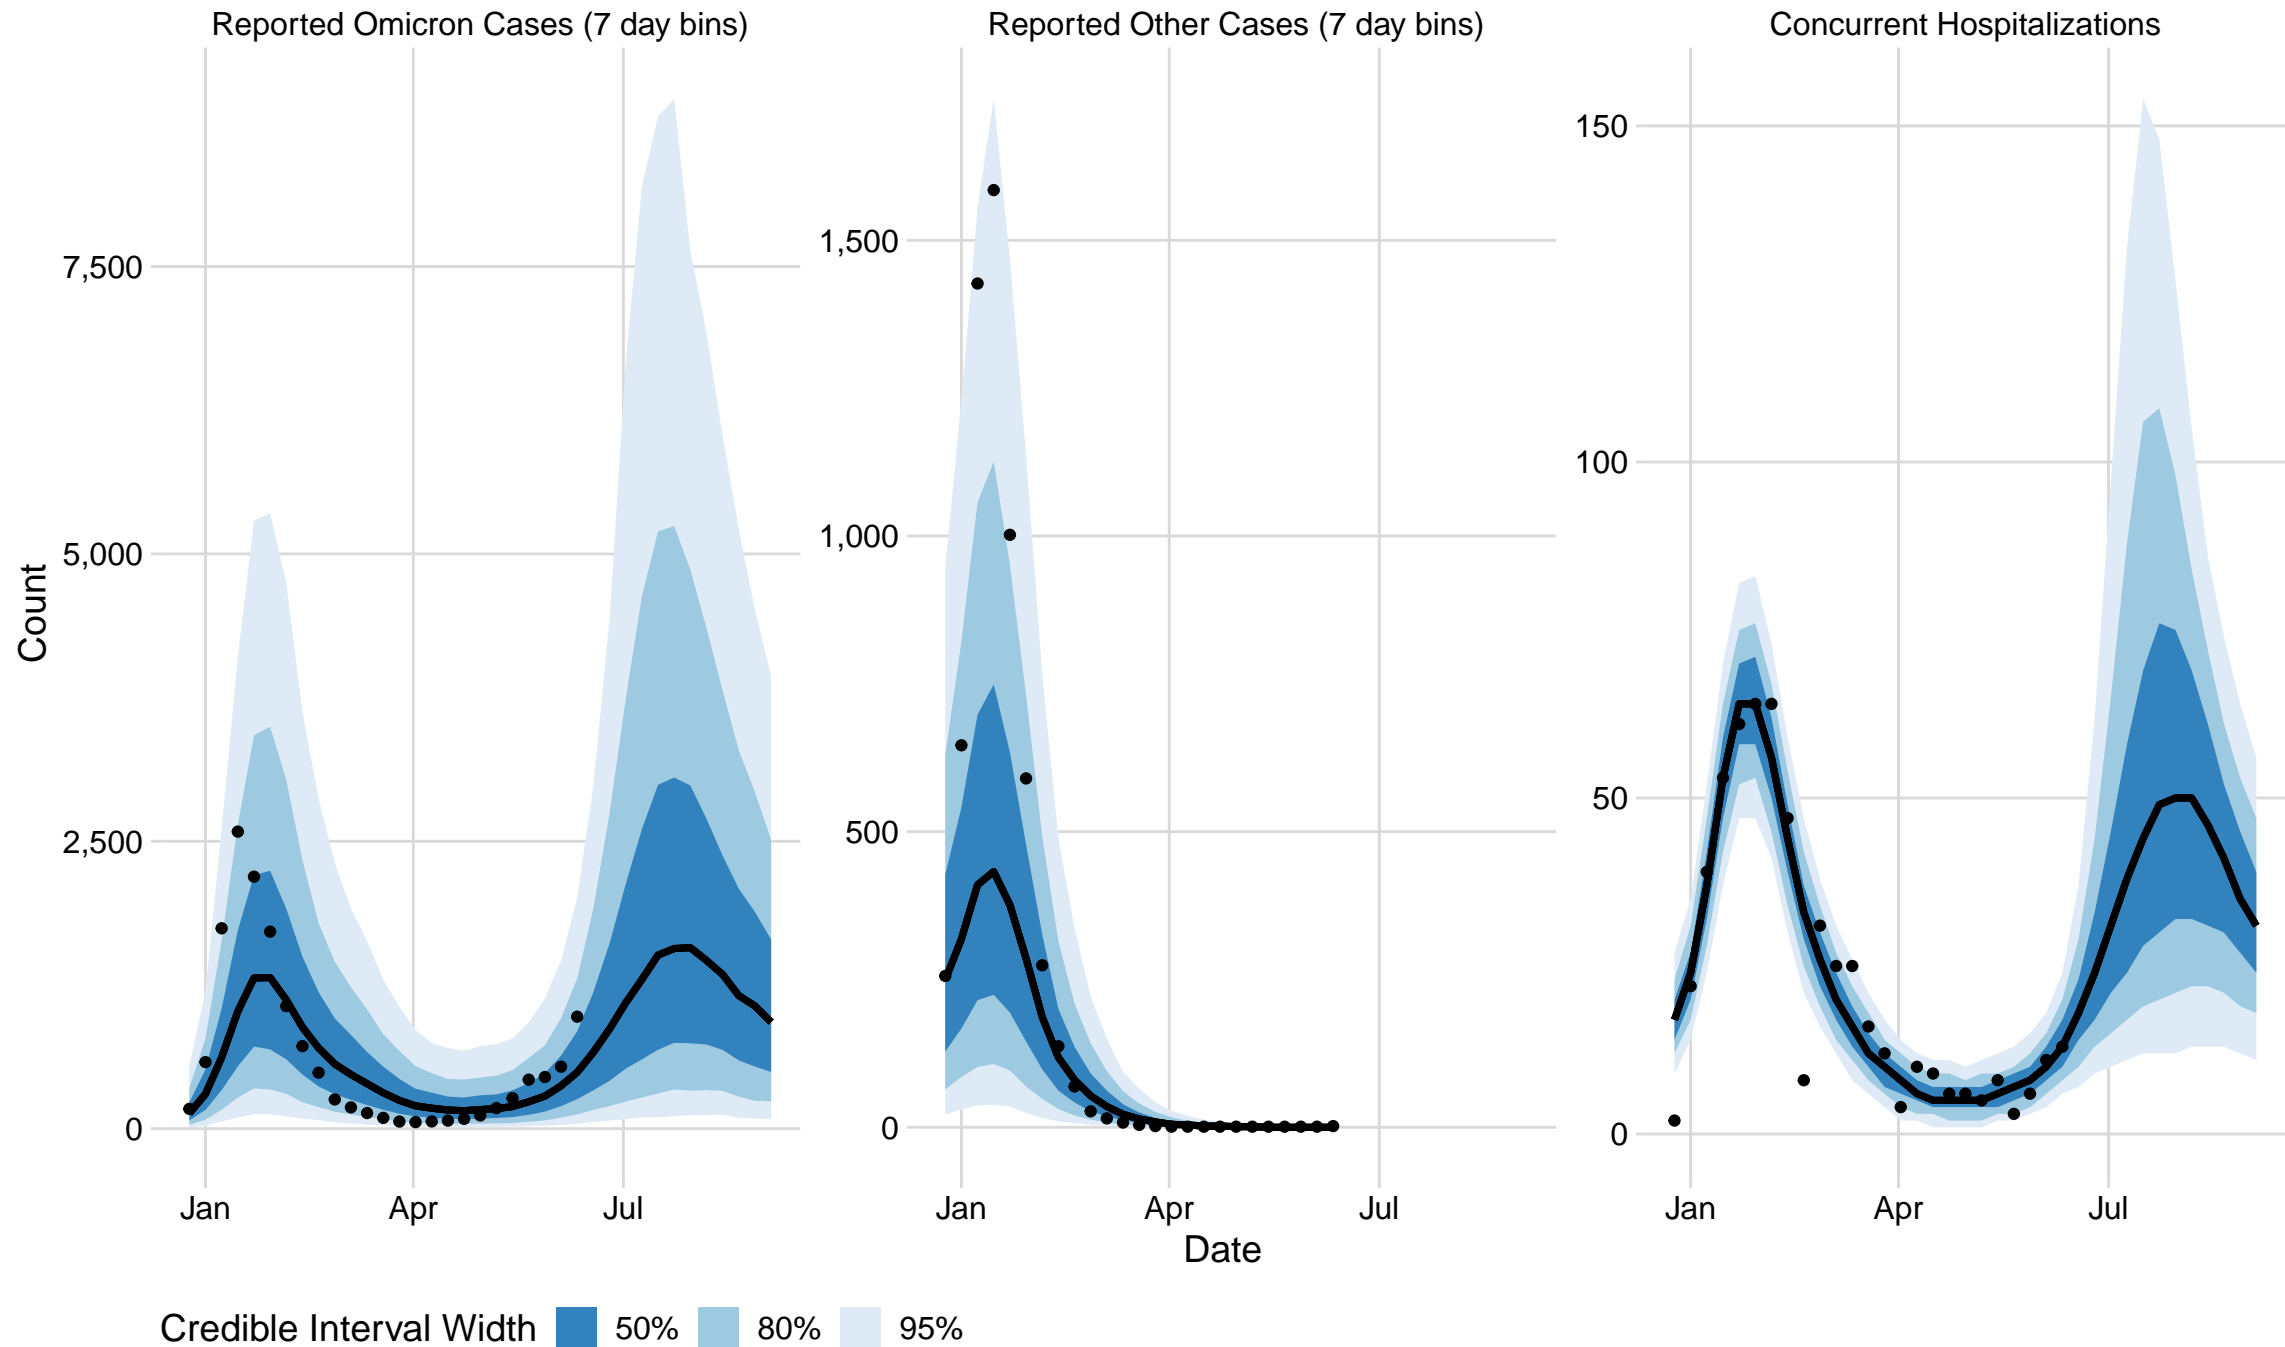 Reported Omicron Cases (7 day bins)
Reported Other Cases (7 day bins)
Concurrent Hospitalizations
Count
7,500
5,000
2,500
0
1,500
1,000
500
0
150
100
50
0
Jan Apr Jul
Jan Apr Jul
Jan Apr Jul
Date
Credible Interval Width 50% 80% 95%